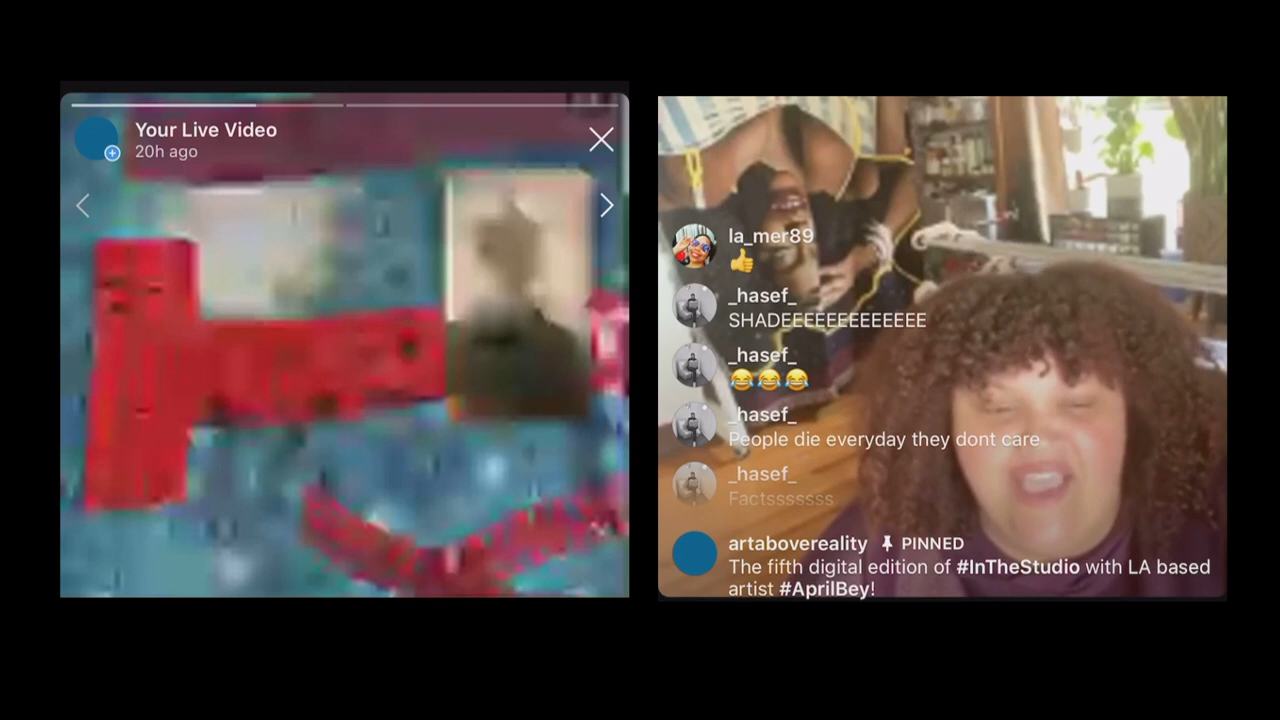 Your Live Video
20h ago
la_mer89
👍
_hasef_
SHADEEEEEEEEEEEEE
_hasef_
😂😂😂
_hasef_
People die everyday they dont care
_hasef_
Factsssssss
artabovereality 📌 PINNED
The fifth digital edition of #InTheStudio with LA based
artist #AprilBey!